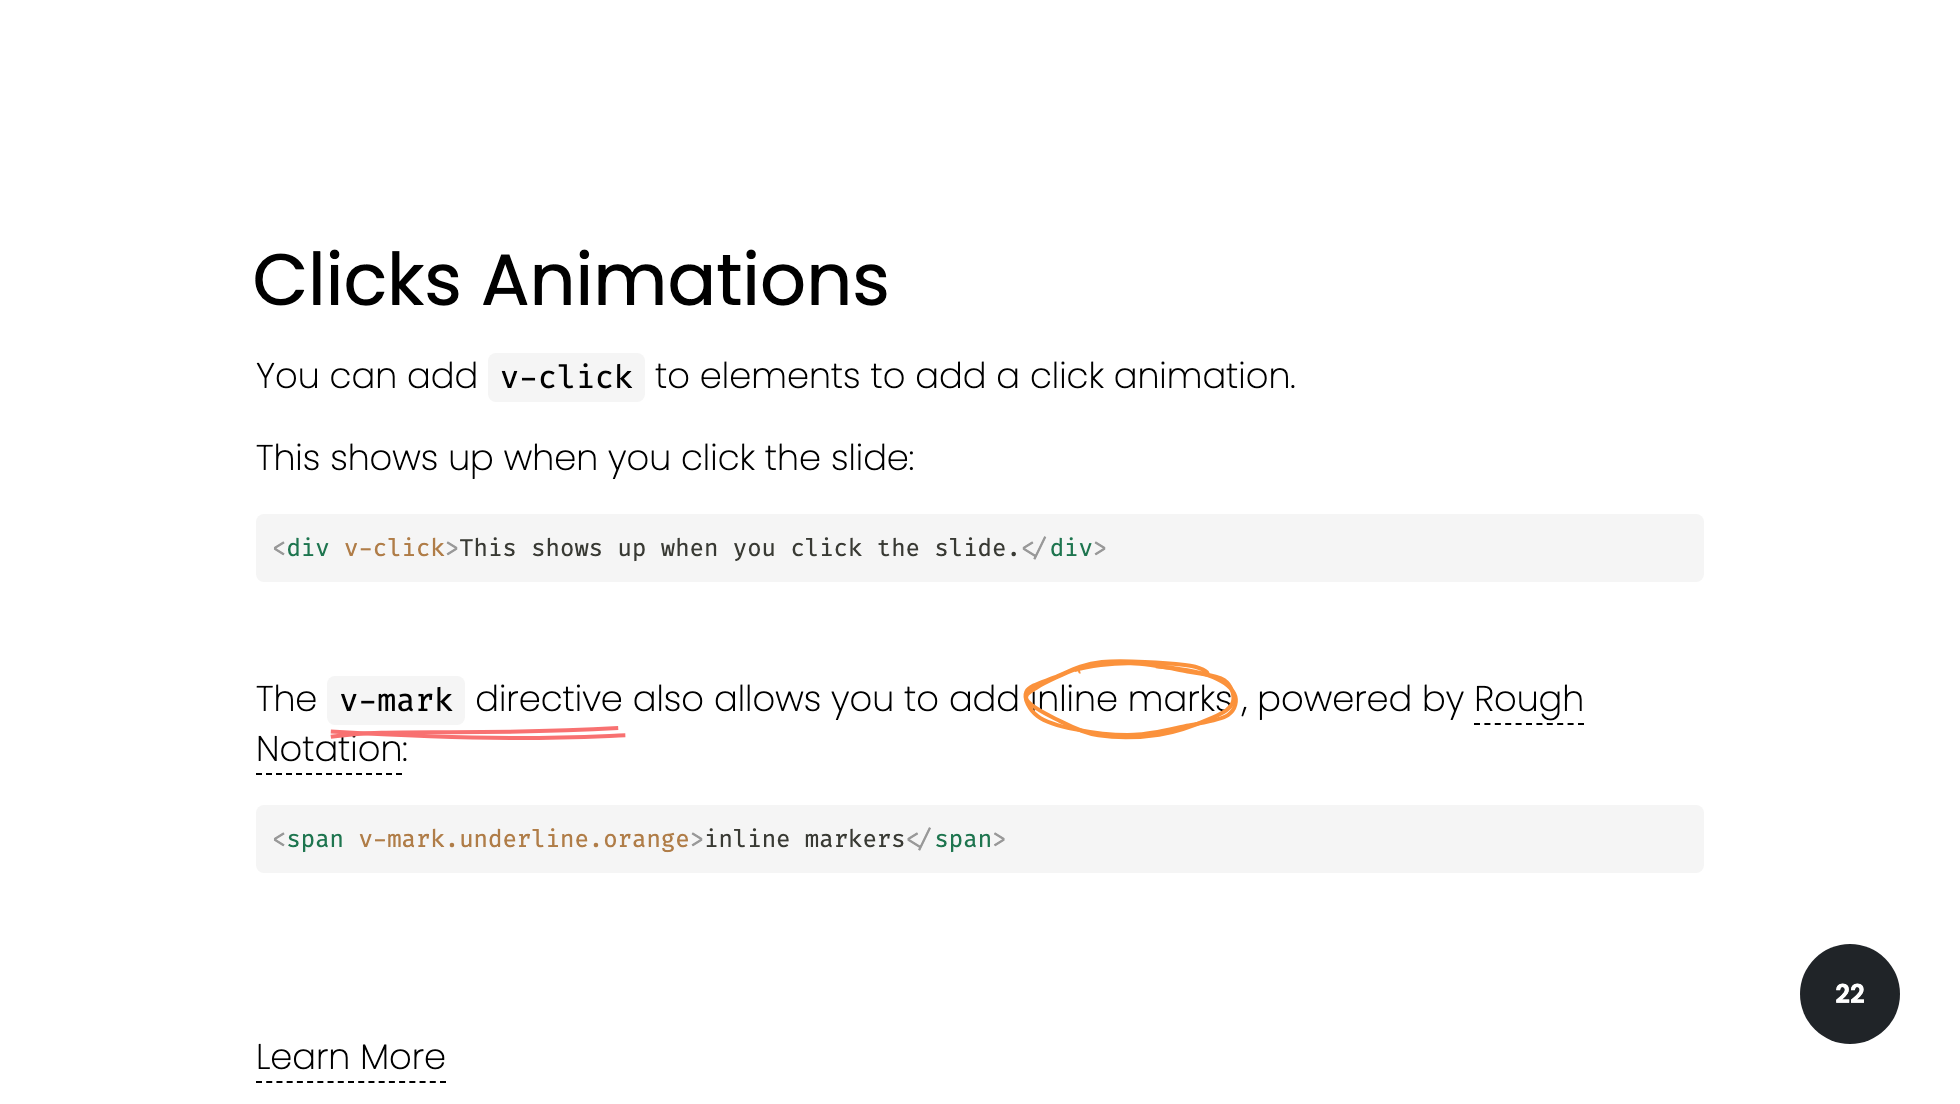 Clicks Animations
You can add v-click to elements to add a click animation.
This shows up when you click the slide:
<div v-click>This shows up when you click the slide.</div>
The v-mark directive also allows you to add inline marks , powered by Rough
Notation:
<span v-mark.underline.orange>inline markers</span>
22
Learn More